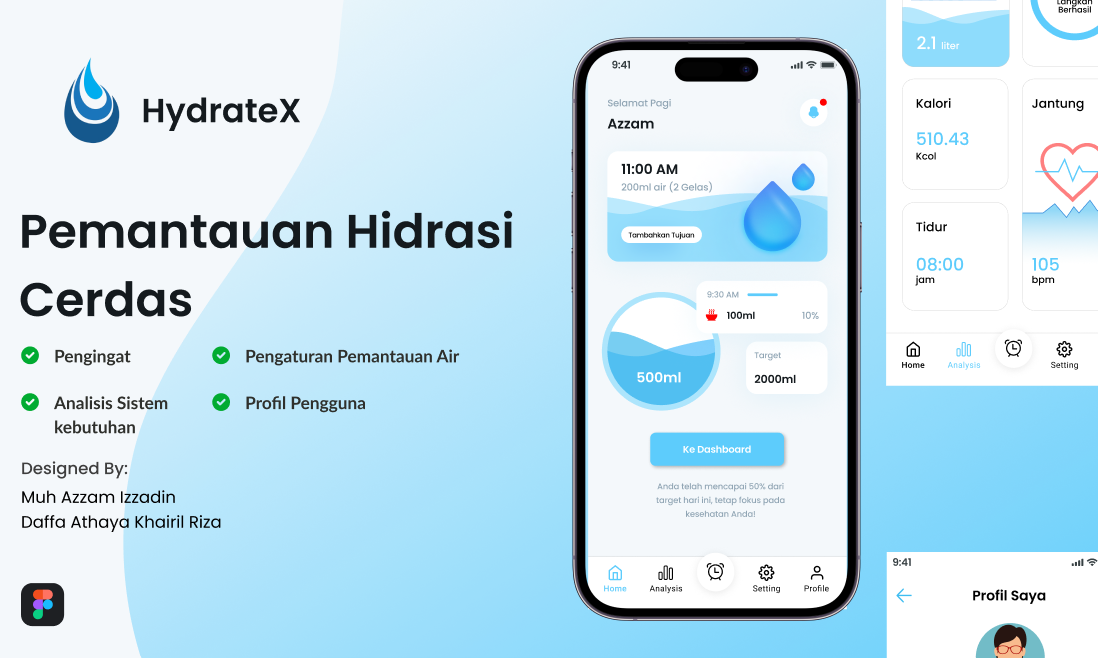 HydrateX
Pemantauan Hidrasi
Cerdas
Pengingat
Pengaturan Pemantauan Air
Analisis Sistem
kebutuhan
Profil Pengguna
Designed By:
Muh Azzam Izzadin
Daffa Athaya Khairil Riza
9:41
Selamat Pagi
Azzam
11:00 AM
200ml air (2 Gelas)
Tambahkan Tujuan
9:30 AM
100ml
10%
500ml
Target
2000ml
Ke Dashboard
Anda telah mencapai 50% dari
target hari ini, tetap fokus pada
kesehatan Anda!
Home
Analysis
Setting
Profile
Langkah
Berhasil
2.1 liter
Kalori
510.43
Kcol
Jantung
Tidur
08:00
jam
105
bpm
Home
Analysis
Setting
9:41
Profil Saya